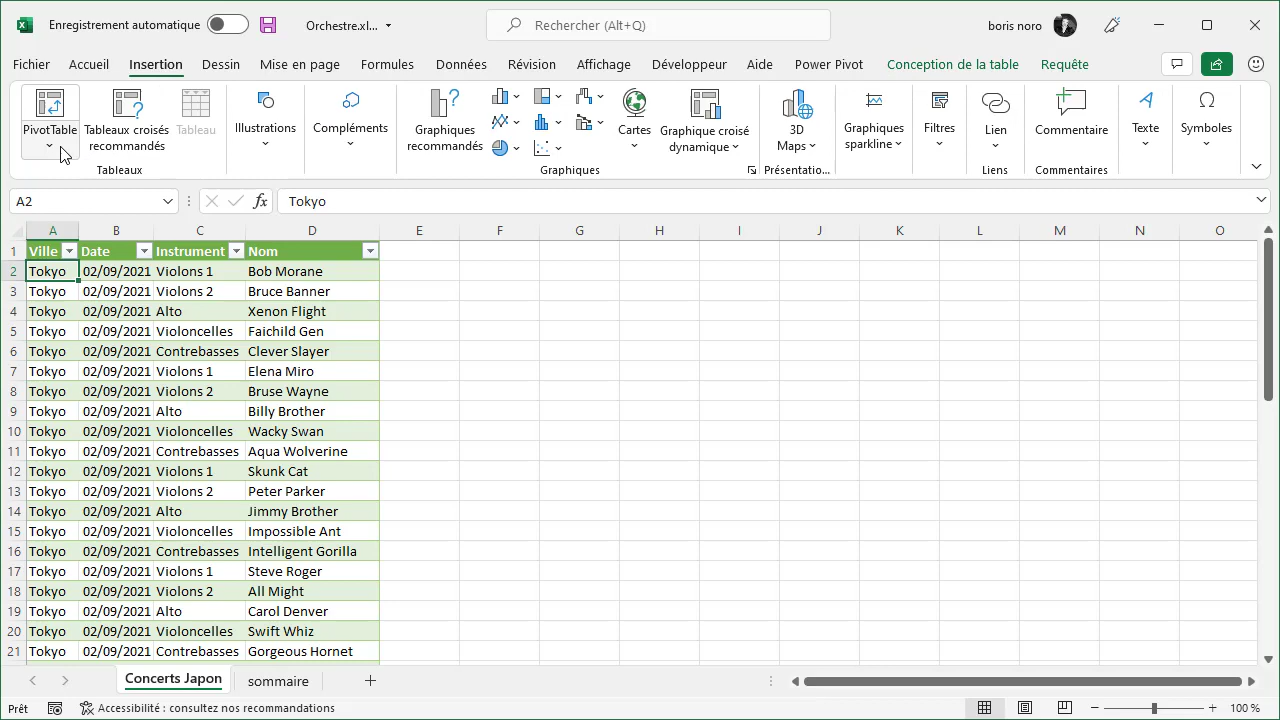 Enregistrement automatique Orchestre.xl... Rechercher (Alt+Q) boris noro
Fichier Accueil Insertion Dessin Mise en page Formules Données Révision Affichage Développeur Aide Power Pivot Conception de la table Requête
PivotTable
Tableaux croisés
recommandés
Tableau
Tableaux
Illustrations
Compléments
Graphiques
recommandés
Cartes
Graphique croisé
dynamique
Graphiques
3D
Maps
Présentatio...
Graphiques
sparkline
Filtres
Lien
Liens
Commentaire
Commentaires
Texte
Symboles
A2 fx Tokyo
A B C D E F G H I J K L M N O
1 Ville Date Instrument Nom
2 Tokyo 02/09/2021 Violons 1 Bob Morane
3 Tokyo 02/09/2021 Violons 2 Bruce Banner
4 Tokyo 02/09/2021 Alto Xenon Flight
5 Tokyo 02/09/2021 Violoncelles Faichild Gen
6 Tokyo 02/09/2021 Contrebasses Clever Slayer
7 Tokyo 02/09/2021 Violons 1 Elena Miro
8 Tokyo 02/09/2021 Violons 2 Bruse Wayne
9 Tokyo 02/09/2021 Alto Billy Brother
10 Tokyo 02/09/2021 Violoncelles Wacky Swan
11 Tokyo 02/09/2021 Contrebasses Aqua Wolverine
12 Tokyo 02/09/2021 Violons 1 Skunk Cat
13 Tokyo 02/09/2021 Violons 2 Peter Parker
14 Tokyo 02/09/2021 Alto Jimmy Brother
15 Tokyo 02/09/2021 Violoncelles Impossible Ant
16 Tokyo 02/09/2021 Contrebasses Intelligent Gorilla
17 Tokyo 02/09/2021 Violons 1 Steve Roger
18 Tokyo 02/09/2021 Violons 2 All Might
19 Tokyo 02/09/2021 Alto Carol Denver
20 Tokyo 02/09/2021 Violoncelles Swift Whiz
21 Tokyo 02/09/2021 Contrebasses Gorgeous Hornet
Concerts Japon sommaire
Prêt Accessibilité : consultez nos recommandations 100 %